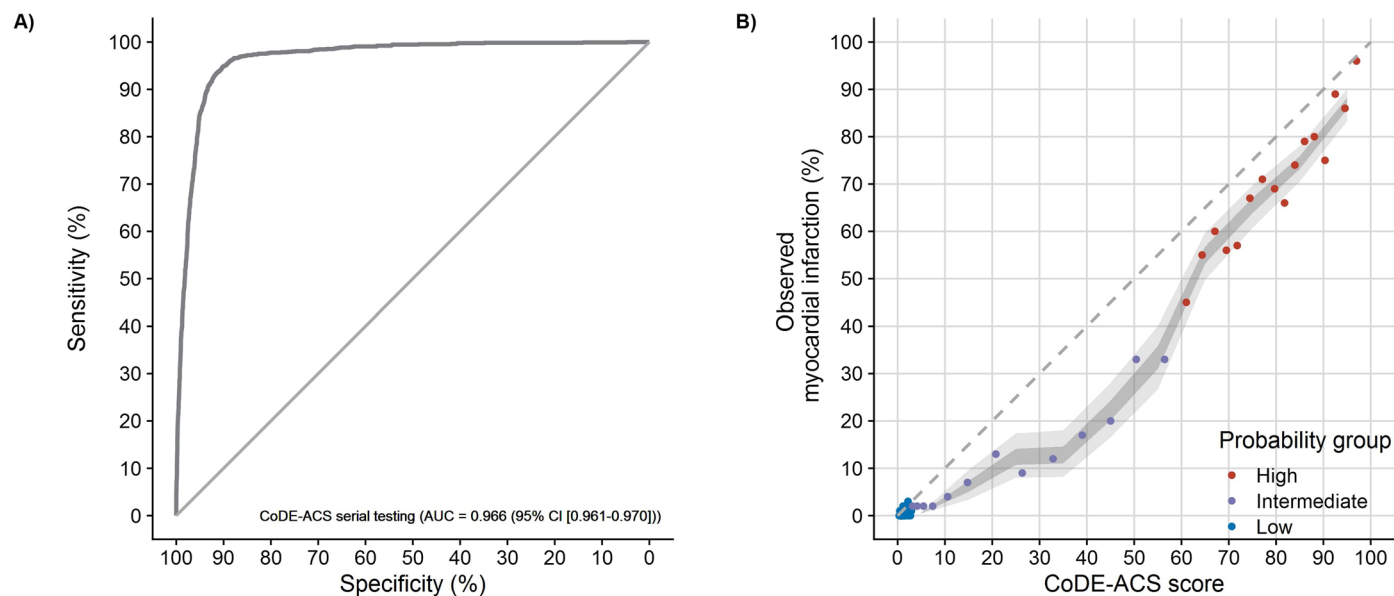 A)
100
90
80
70
60
50
40
30
20
10
0
Sensitivity (%)
CoDE-ACS serial testing (AUC = 0.966 (95% CI [0.961-0.970]))
100 90 80 70 60 50 40 30 20 10 0
Specificity (%)
B)
100
90
80
70
60
50
40
30
20
10
0
Observed
myocardial infarction (%)
Probability group
High
Intermediate
Low
0 10 20 30 40 50 60 70 80 90 100
CoDE-ACS score